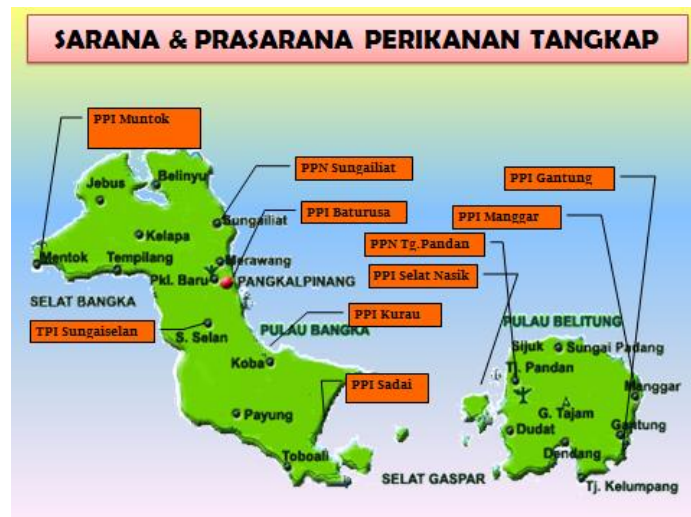 SARANA & PRASARANA PERIKANAN TANGKAP
PPI Muntok
PPN Sungailiat
PPI Gantung
PPI Baturusa
PPI Manggar
PPN Tg.Pandan
PPI Selat Nasik
TPI Sungaiselan
PPI Kurau
PPI Sadai
Jebus
Belinyu
Sungailiat
Kelapa
Merawang
Mentok
Tempilang
Pkl. Baru
PANGKALPINANG
SELAT BANGKA
S. Selan
PULAU BANGKA
Koba
Payung
Toboali
SELAT GASPAR
PULAU BELITUNG
Sijuk
Sungai Padang
Tj. Pandan
Manggar
G. Tajam
Dudat
Gantung
Dendang
Tj. Kelumpang